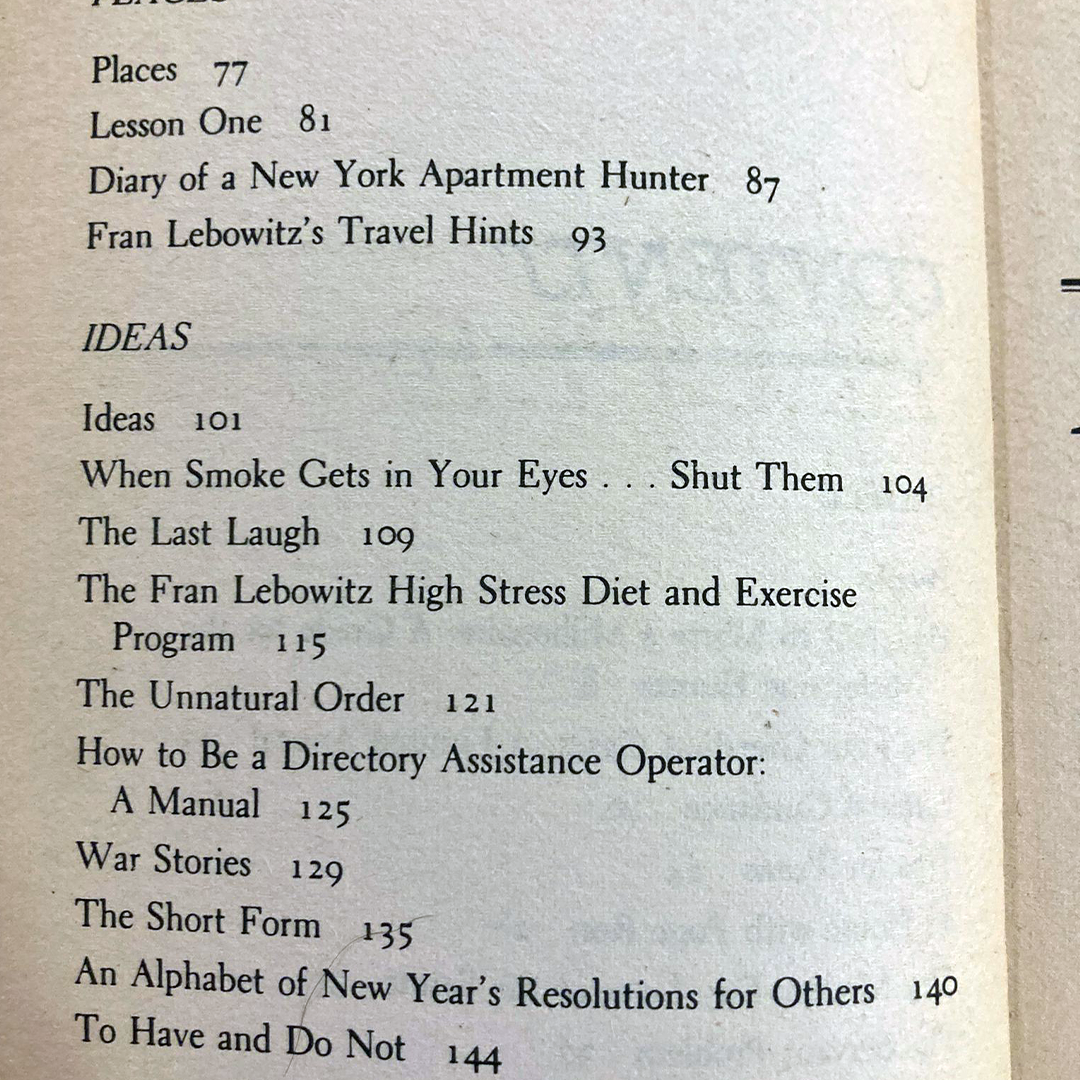 PLACES
Places 77
Lesson One 81
Diary of a New York Apartment Hunter 87
Fran Lebowitz's Travel Hints 93
IDEAS
Ideas 101
When Smoke Gets in Your Eyes . . . Shut Them 104
The Last Laugh 109
The Fran Lebowitz High Stress Diet and Exercise
Program 115
The Unnatural Order 121
How to Be a Directory Assistance Operator:
A Manual 125
War Stories 129
The Short Form 135
An Alphabet of New Year's Resolutions for Others 140
To Have and Do Not 144